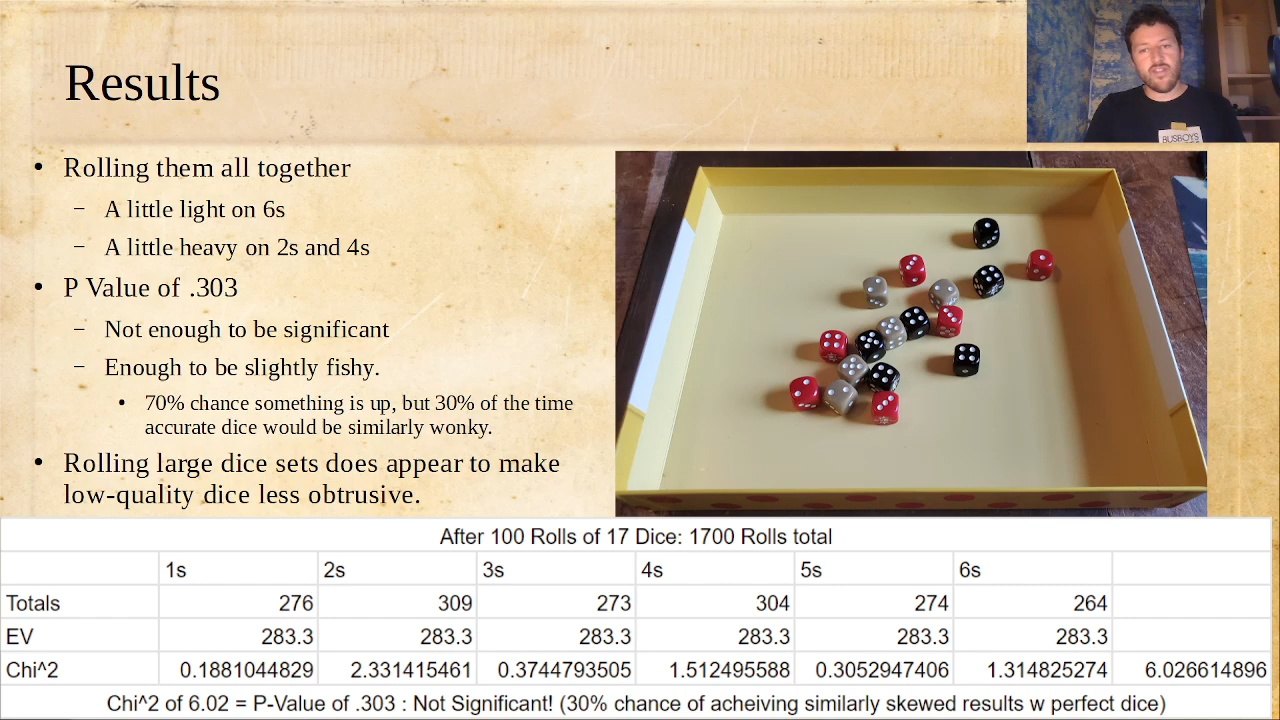 Results
BUSBOYS
• Rolling them all together
– A little light on 6s
– A little heavy on 2s and 4s
• P Value of .303
– Not enough to be significant
– Enough to be slightly fishy.
• 70% chance something is up, but 30% of the time
accurate dice would be similarly wonky.
• Rolling large dice sets does appear to make
low-quality dice less obtrusive.
After 100 Rolls of 17 Dice: 1700 Rolls total
1s 2s 3s 4s 5s 6s
Totals 276 309 273 304 274 264
EV 283.3 283.3 283.3 283.3 283.3 283.3
Chi^2 0.1881044829 2.331415461 0.3744793505 1.512495588 0.3052947406 1.314825274 6.026614896
Chi^2 of 6.02 = P-Value of .303 : Not Significant! (30% chance of acheiving similarly skewed results w perfect dice)